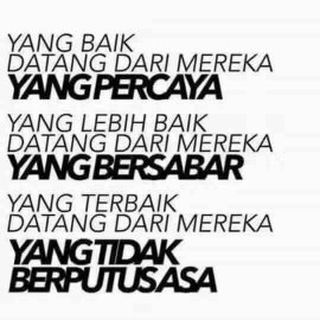 YANG BAIK
DATANG DARI MEREKA
YANG PERCAYA
YANG LEBIH BAIK
DATANG DARI MEREKA
YANG BERSABAR
YANG TERBAIK
DATANG DARI MEREKA
YANG TIDAK
BERPUTUS ASA